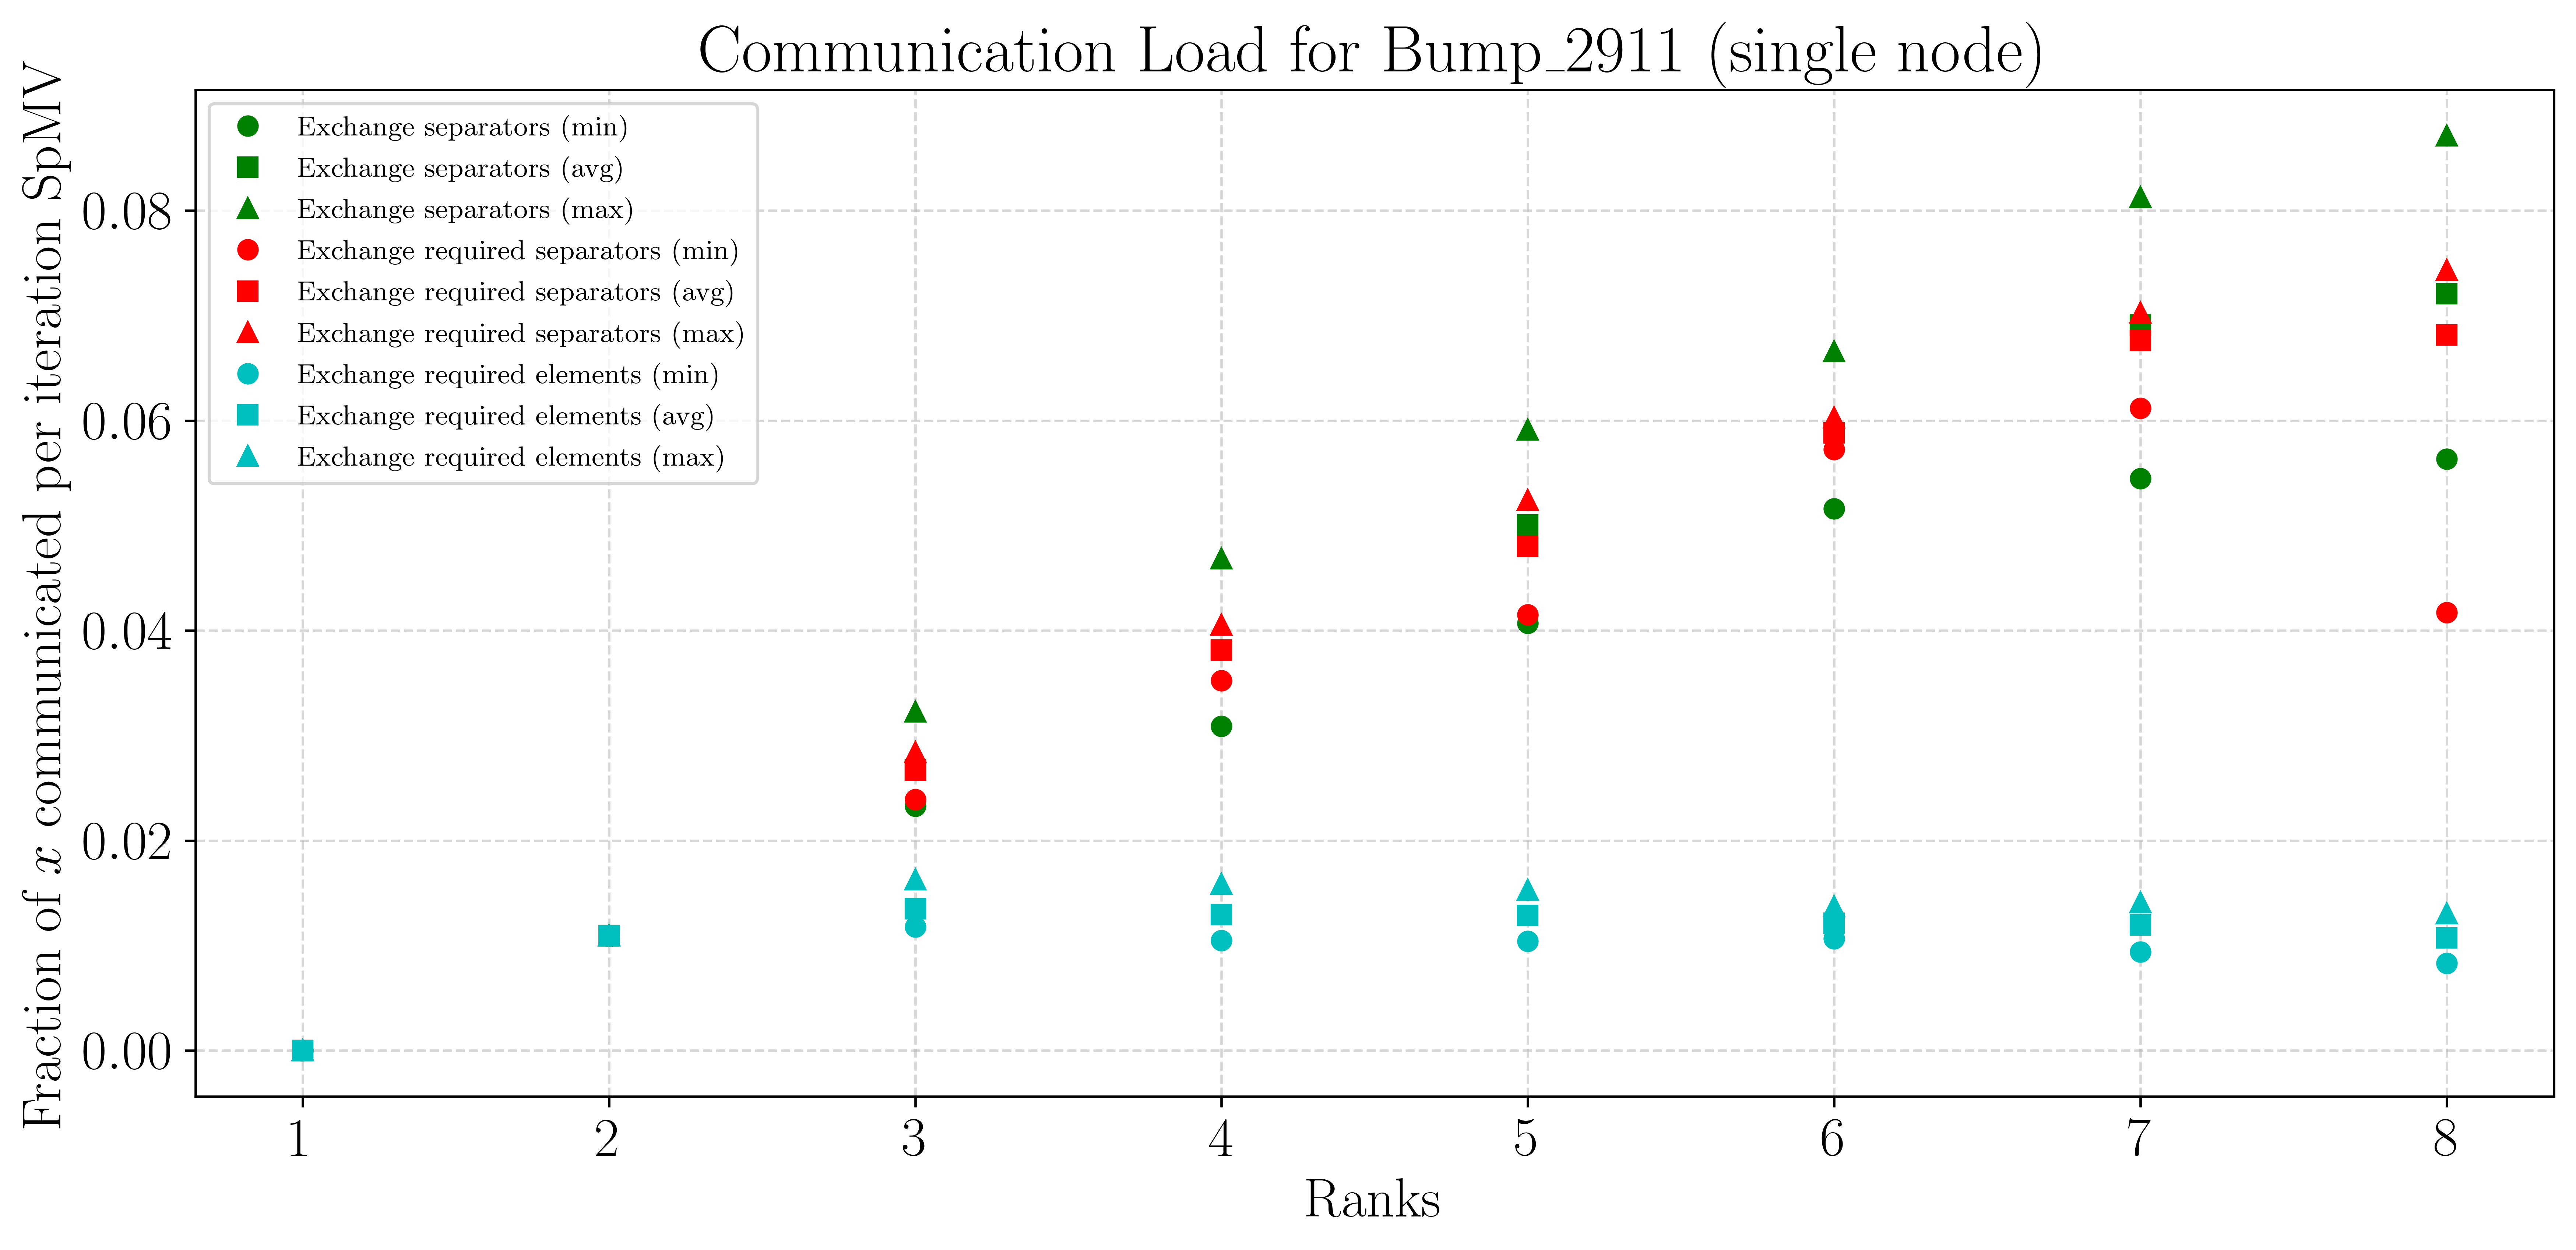 Communication Load for Bump_2911 (single node)
Fraction of x communicated per iteration SpMV
0.08
0.06
0.04
0.02
0.00
Exchange separators (min)
Exchange separators (avg)
Exchange separators (max)
Exchange required separators (min)
Exchange required separators (avg)
Exchange required separators (max)
Exchange required elements (min)
Exchange required elements (avg)
Exchange required elements (max)
1 2 3 4 5 6 7 8
Ranks